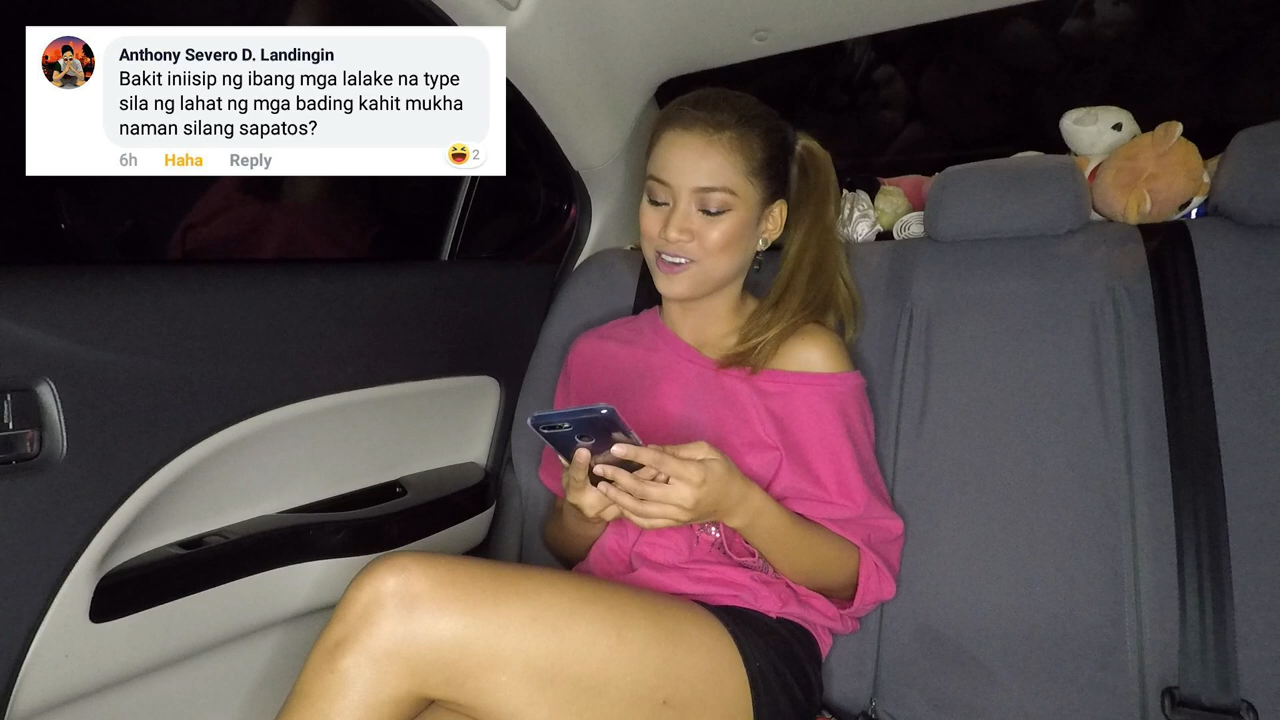 Anthony Severo D. Landingin
Bakit iniisip ng ibang mga lalake na type
sila ng lahat ng mga bading kahit mukha
naman silang sapatos?
6h Haha Reply 2